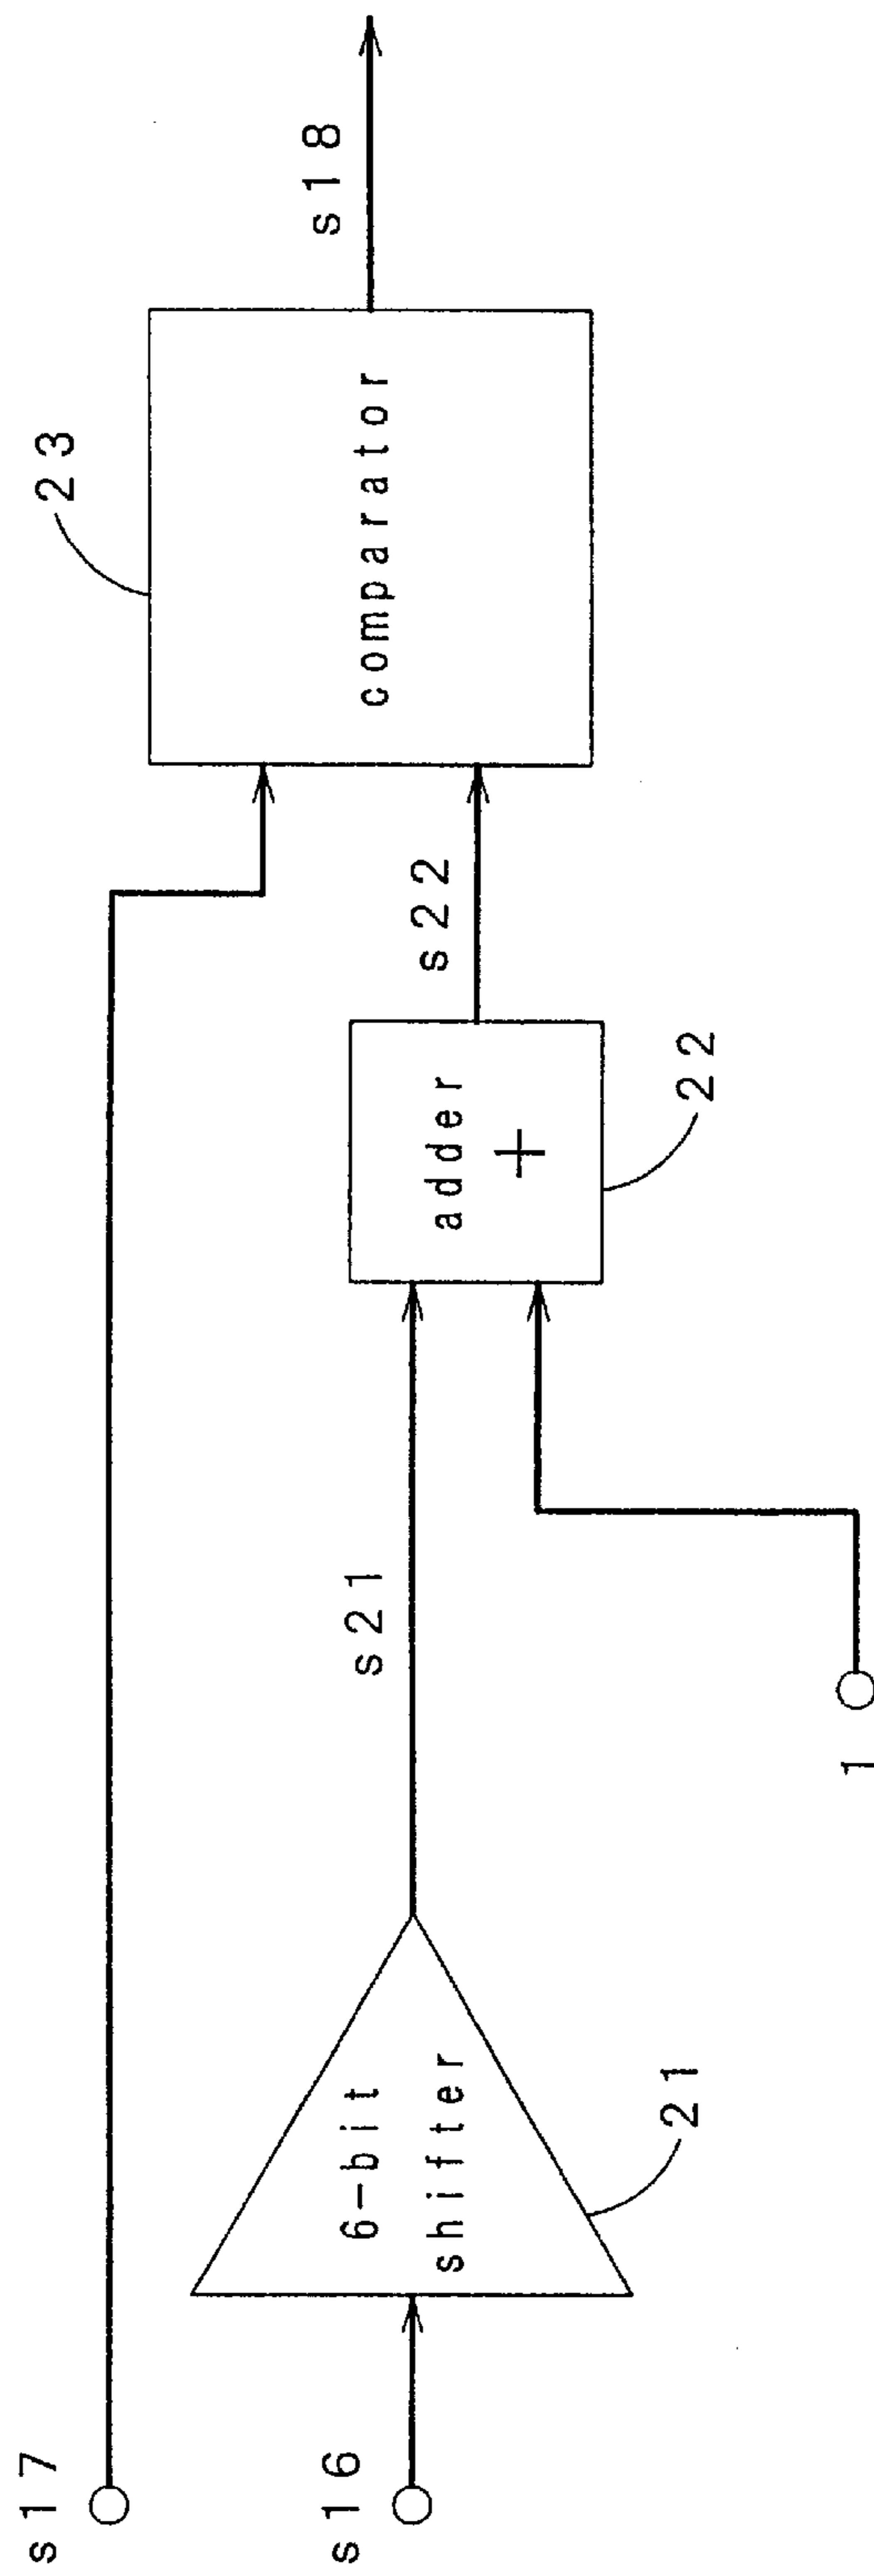 s17
s16
6-bit
shifter
21
s21
1
adder
+
22
s22
23
comparator
s18